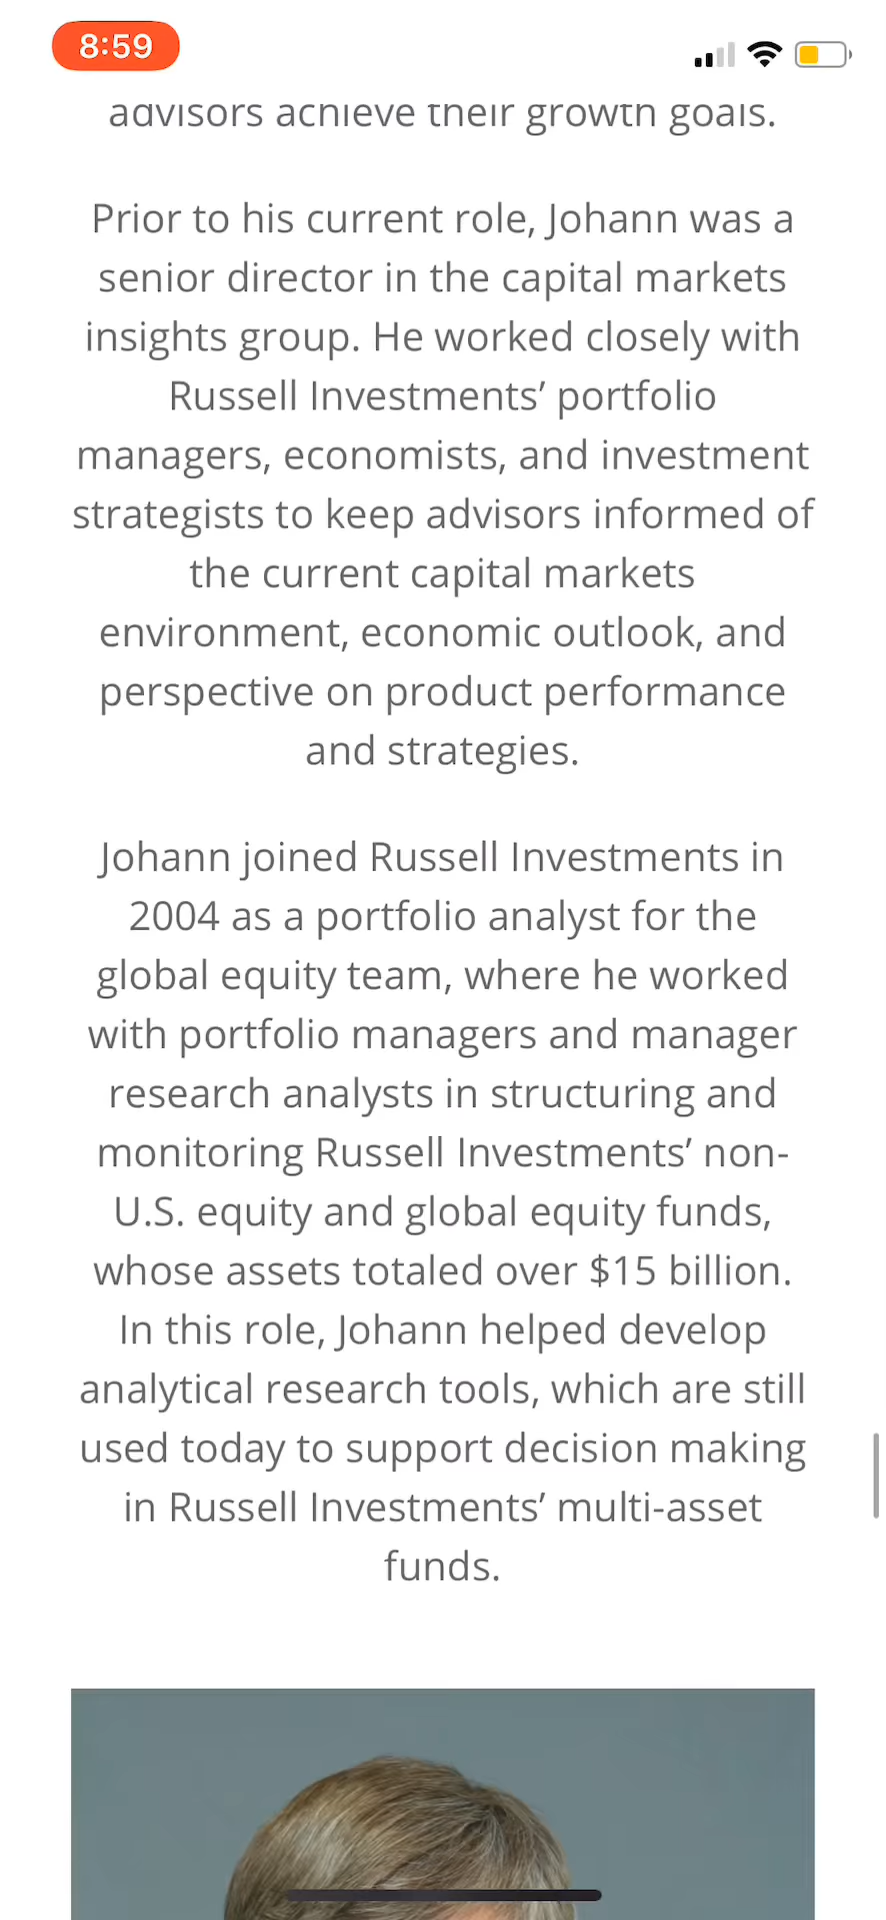 8:59
advisors achieve their growth goals.
Prior to his current role, Johann was a
senior director in the capital markets
insights group. He worked closely with
Russell Investments’ portfolio
managers, economists, and investment
strategists to keep advisors informed of
the current capital markets
environment, economic outlook, and
perspective on product performance
and strategies.
Johann joined Russell Investments in
2004 as a portfolio analyst for the
global equity team, where he worked
with portfolio managers and manager
research analysts in structuring and
monitoring Russell Investments’ non-
U.S. equity and global equity funds,
whose assets totaled over $15 billion.
In this role, Johann helped develop
analytical research tools, which are still
used today to support decision making
in Russell Investments’ multi-asset
funds.